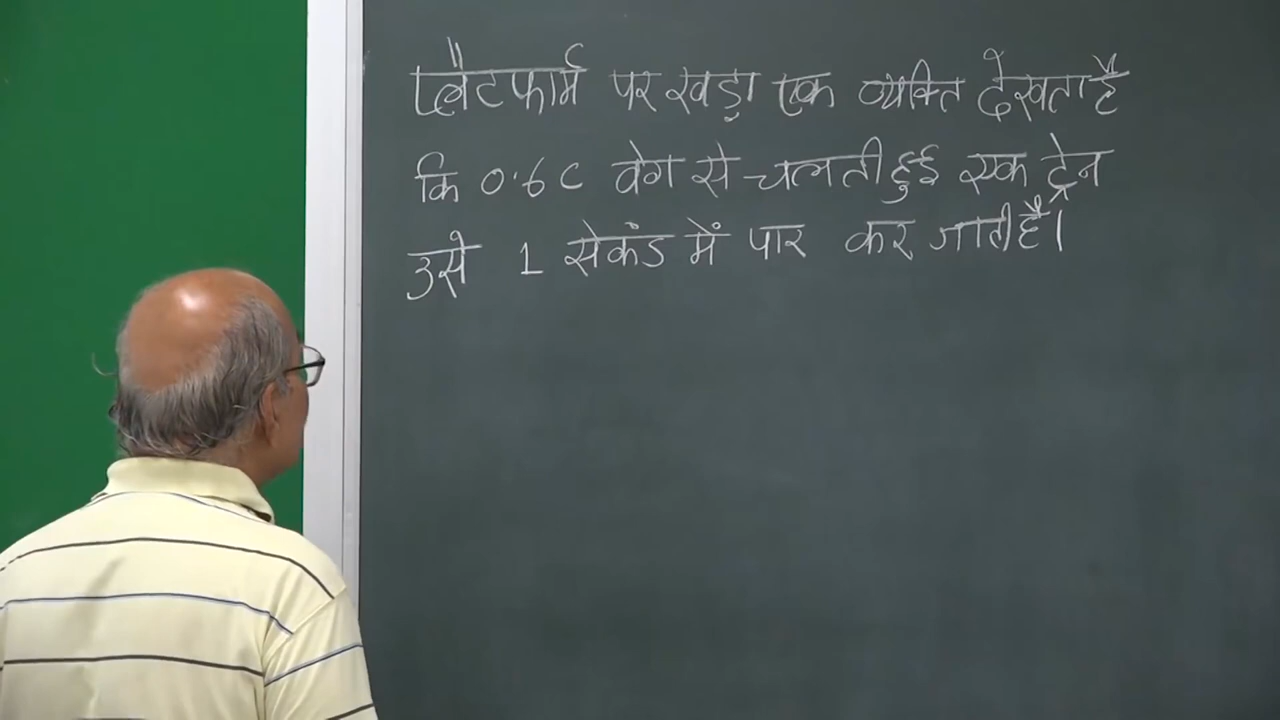 प्लैटफार्म पर खड़ा एक व्यक्ति देखता है
कि 0.6C वेग से चलती हुई एक ट्रेन
उसे 1 सेकंड में पार कर जाती है।